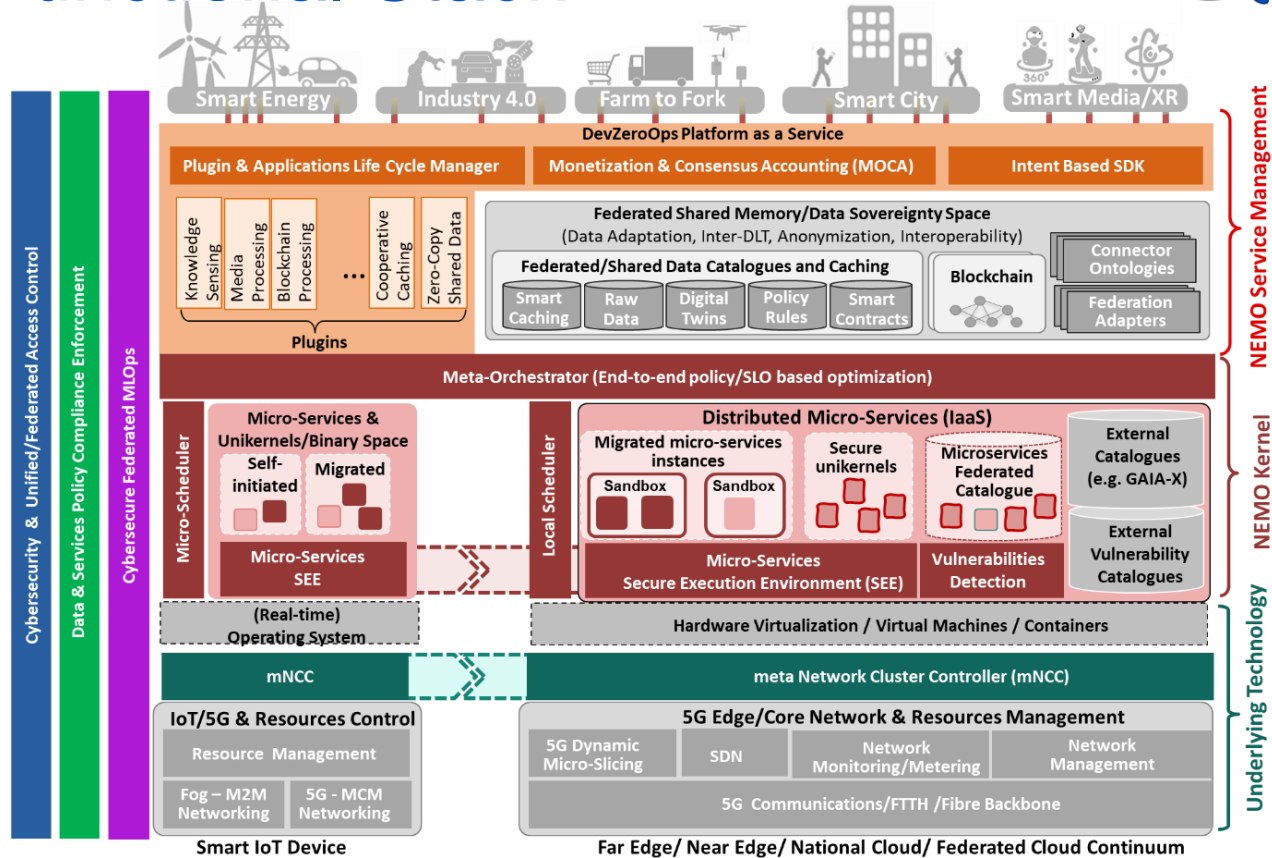 360°
Smart Energy
Industry 4.0
Farm to Fork
Smart City
Smart Media/XR
DevZeroOps Platform as a Service
Plugin & Applications Life Cycle Manager
Monetization & Consensus Accounting (MOCA)
Intent Based SDK
Knowledge
Sensing
Media
Processing
Blockchain
Processing
...
Cooperative
Caching
Zero-Copy
Shared Data
Plugins
Federated Shared Memory/Data Sovereignty Space
(Data Adaptation, Inter-DLT, Anonymization, Interoperability)
Federated/Shared Data Catalogues and Caching
Smart
Caching
Raw
Data
Digital
Twins
Policy
Rules
Smart
Contracts
Blockchain
Connector
Ontologies
Federation
Adapters
NEMO Service Management
Cybersecurity & Unified/Federated Access Control
Data & Services Policy Compliance Enforcement
Cybersecure Federated MLOps
Meta-Orchestrator (End-to-end policy/SLO based optimization)
Micro-Scheduler
Micro-Services &
Unikernels/Binary Space
Self-
initiated
Migrated
Micro-Services
SEE
Local Scheduler
Distributed Micro-Services (IaaS)
Migrated micro-services
instances
Sandbox
Sandbox
Secure
unikernels
Microservices
Federated
Catalogue
External
Catalogues
(e.g. GAIA-X)
External
Vulnerability
Catalogues
Micro-Services
Secure Execution Environment (SEE)
Vulnerabilities
Detection
NEMO Kernel
(Real-time)
Operating System
Hardware Virtualization / Virtual Machines / Containers
mNCC
meta Network Cluster Controller (mNCC)
IoT/5G & Resources Control
Resource Management
Fog – M2M
Networking
5G - MCM
Networking
5G Edge/Core Network & Resources Management
5G Dynamic
Micro-Slicing
SDN
Network
Monitoring/Metering
Network
Management
5G Communications/FTTH /Fibre Backbone
Underlying Technology
Smart IoT Device
Far Edge/ Near Edge/ National Cloud/ Federated Cloud Continuum